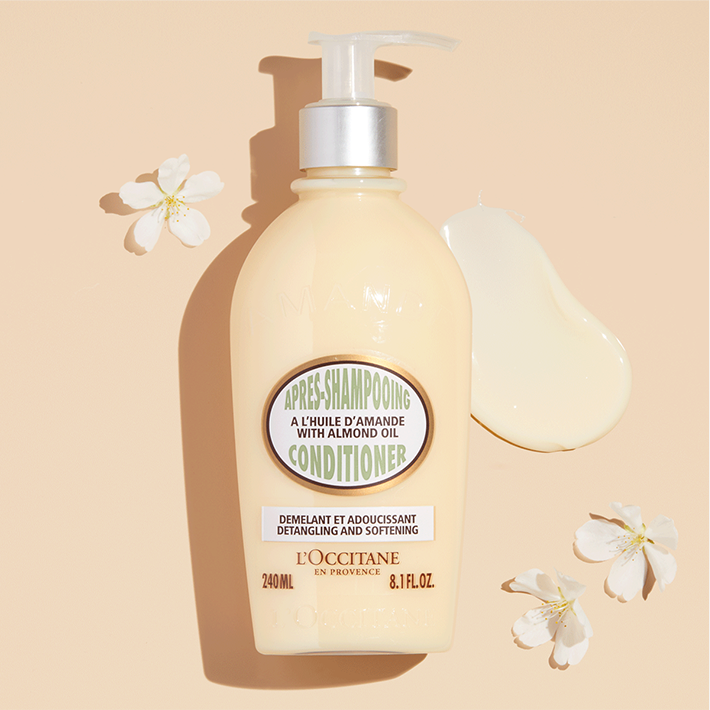 APRES-SHAMPOOING
A L'HUILE D'AMANDE
WITH ALMOND OIL
CONDITIONER
DEMELANT ET ADOUCISSANT
DETANGLING AND SOFTENING
L'OCCITANE
EN PROVENCE
240ML 8.1 FL.OZ.